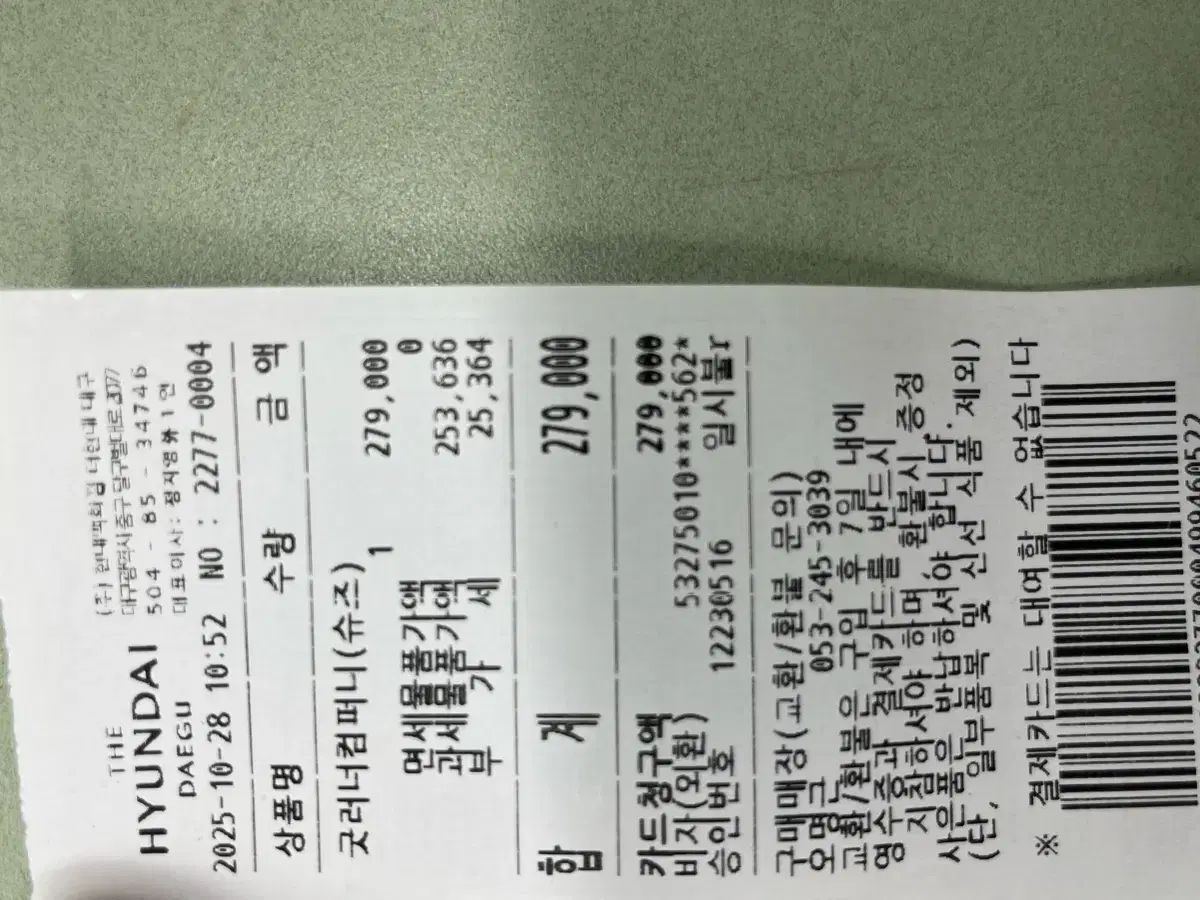 THE
HYUNDAI
DAEGU
(주)현대백화점 더현대 대구
대구광역시 중구 달구벌대로 2077
504 - 85 - 34746
대표이사 : 정지영外 1 인
2025-10-28 10:52 NO : 2277-0004
상품명 수량 금 액
굿러너컴퍼니(슈즈)
1 279,000
면세물품가액 0
과세물품가액 253,636
부 가 세 25,364
합 계 279,000
카드청구액 279,000
비자(외환) 53275010****562*
승인번호 12230516 일시불r
구매매장(교환/환불 문의)
053-245-3039
교환/환불은 구입 후 7일 내에
영수증과 결제카드를 반드시
지참하셔야 하며, 환불시 증정
사은품은 반납하셔야 합니다.
(단, 일부품목 및 신선 식품 제외)
※ 결제카드는 대여할 수 없습니다